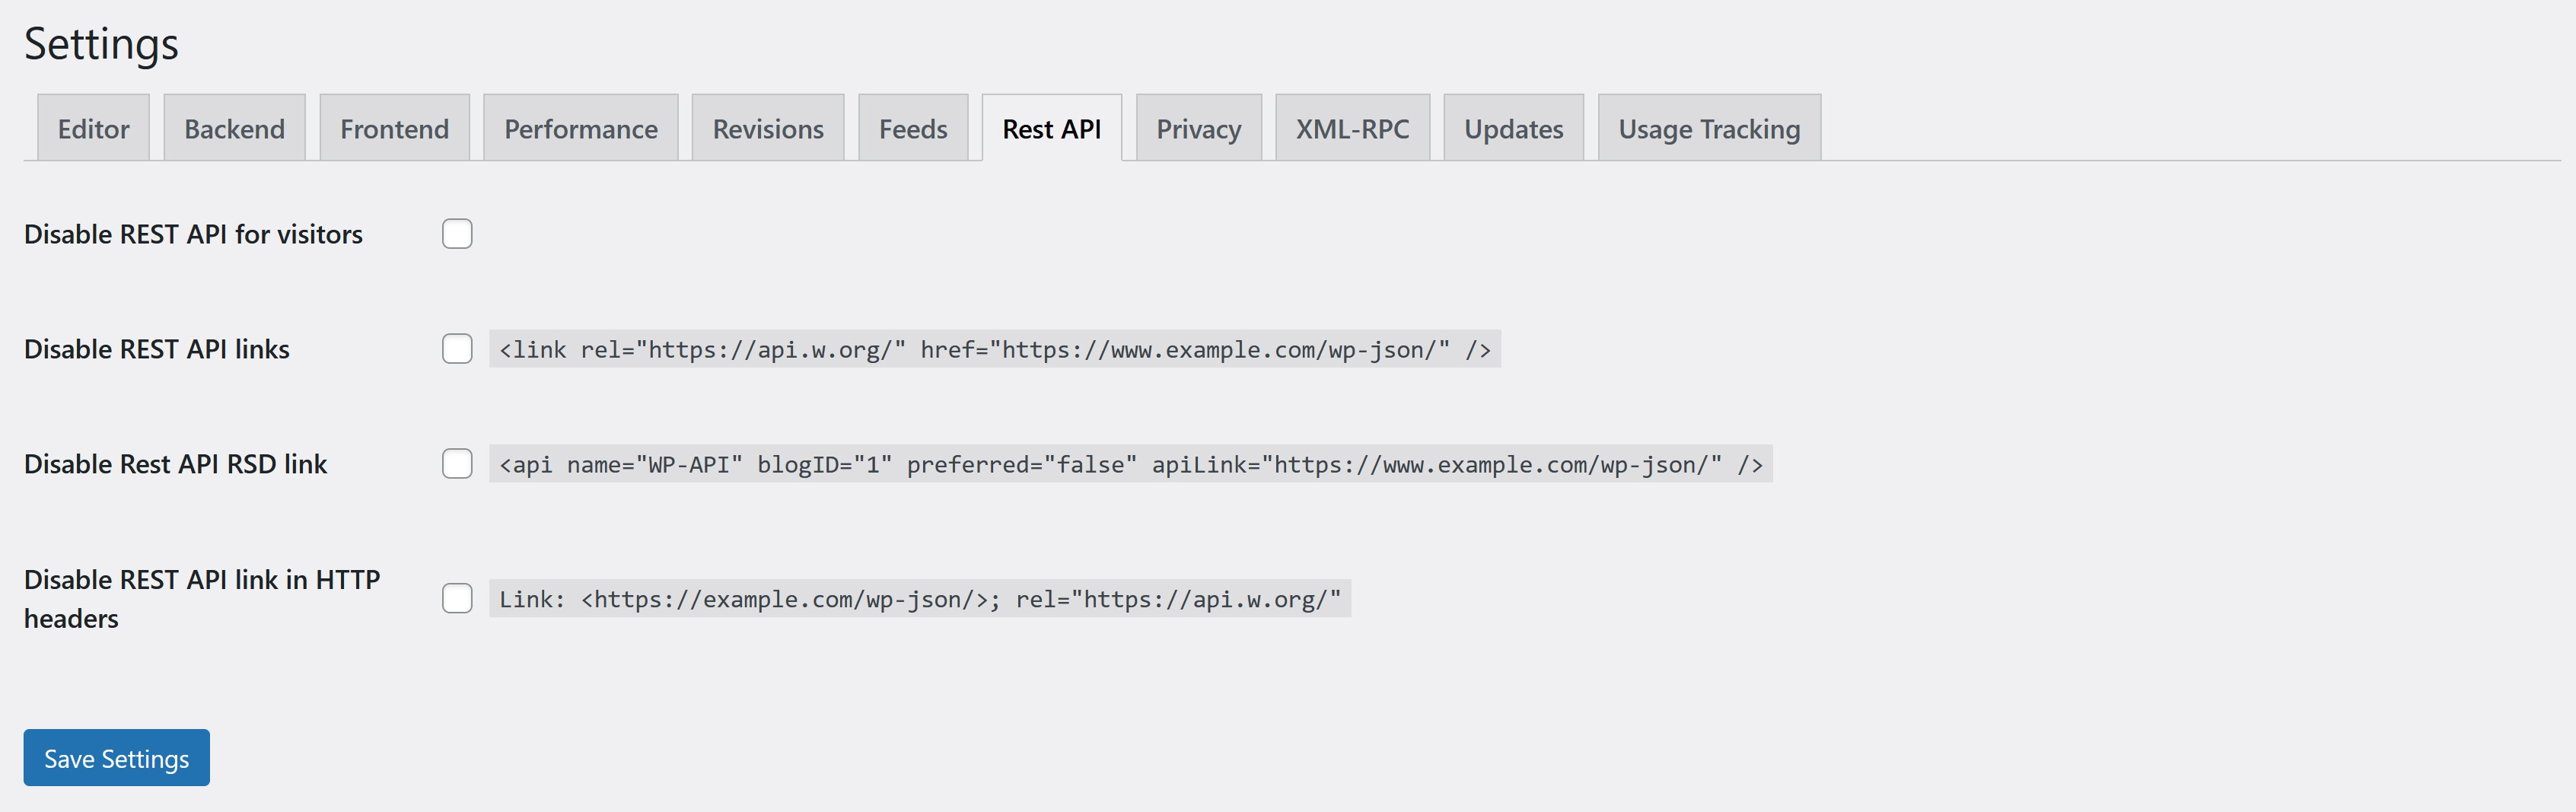 Settings
Editor Backend Frontend Performance Revisions Feeds Rest API Privacy XML-RPC Updates Usage Tracking
Disable REST API for visitors
Disable REST API links <link rel="https://api.w.org/" href="https://www.example.com/wp-json/" />
Disable Rest API RSD link <api name="WP-API" blogID="1" preferred="false" apiLink="https://www.example.com/wp-json/" />
Disable REST API link in HTTP
headers
Link: <https://example.com/wp-json/>; rel="https://api.w.org/"
Save Settings